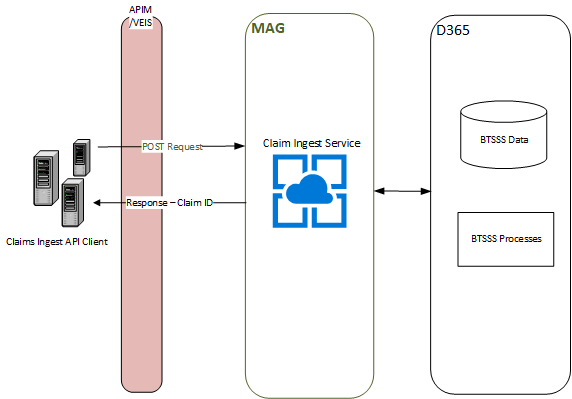 APIM
/VEIS
MAG
D365
POST Request
Claim Ingest Service
BTSSS Data
Response – Claim ID
Claims Ingest API Client
BTSSS Processes